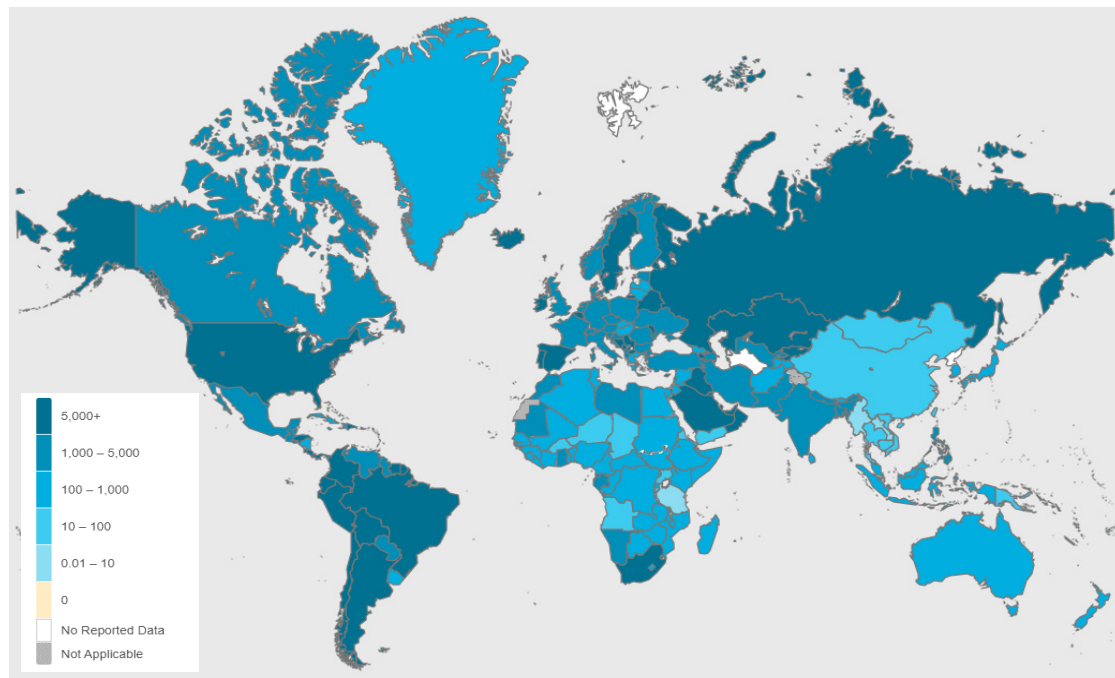 5,000+
1,000 – 5,000
100 – 1,000
10 – 100
0.01 – 10
0
No Reported Data
Not Applicable